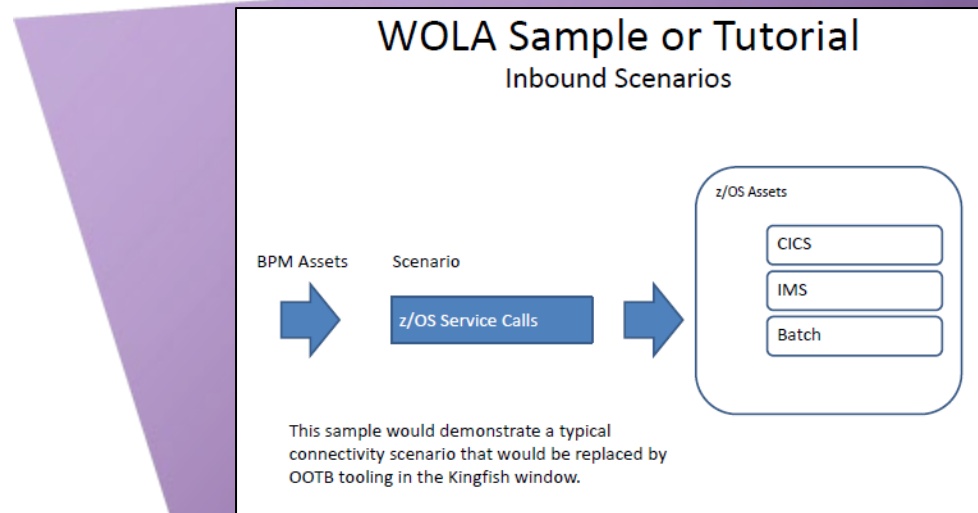 WOLA Sample or Tutorial
Inbound Scenarios
z/OS Assets
CICS
IMS
Batch
BPM Assets
Scenario
z/OS Service Calls
This sample would demonstrate a typical
connectivity scenario that would be replaced by
OOTB tooling in the Kingfish window.